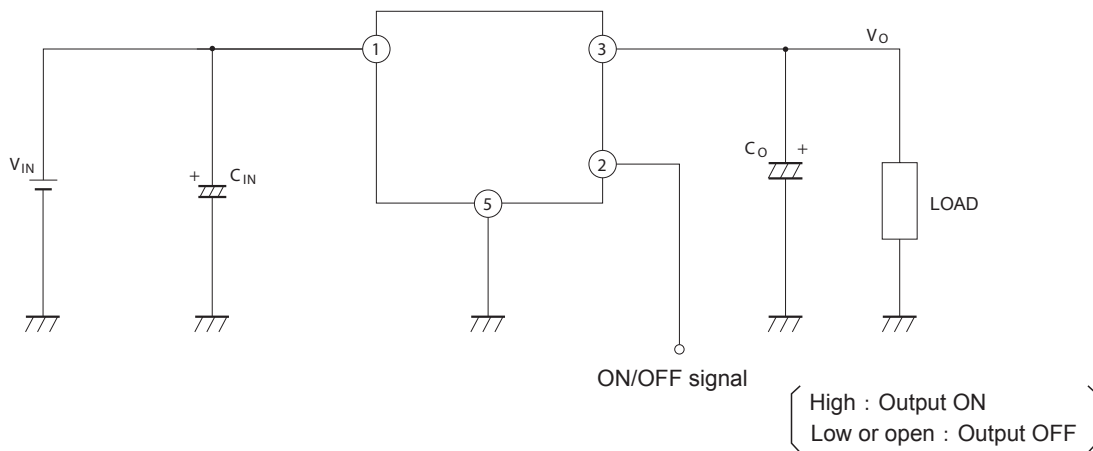 V_O
1
3
C_O +
2
V_IN
+ C_IN
5
LOAD
ON/OFF signal
High : Output ON
Low or open : Output OFF